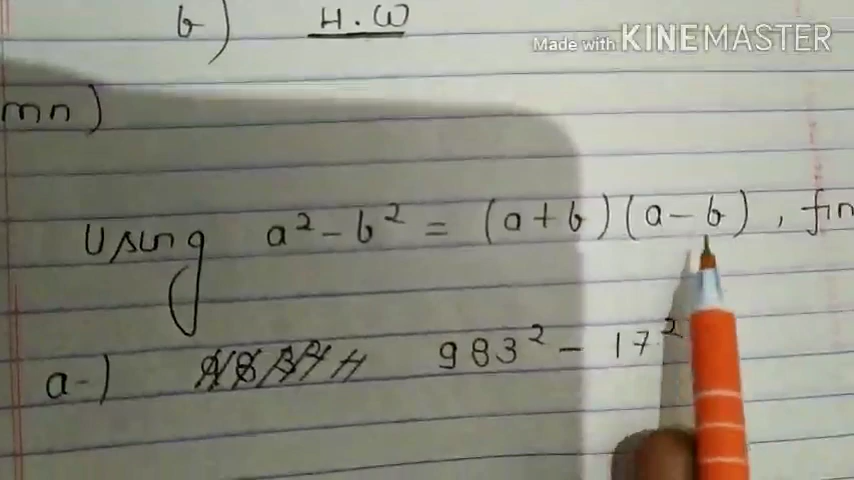 b) H.W
Made with KINEMASTER
mn)
Using a² - b² = (a + b) (a - b) , fin
a-) 983² - 17²